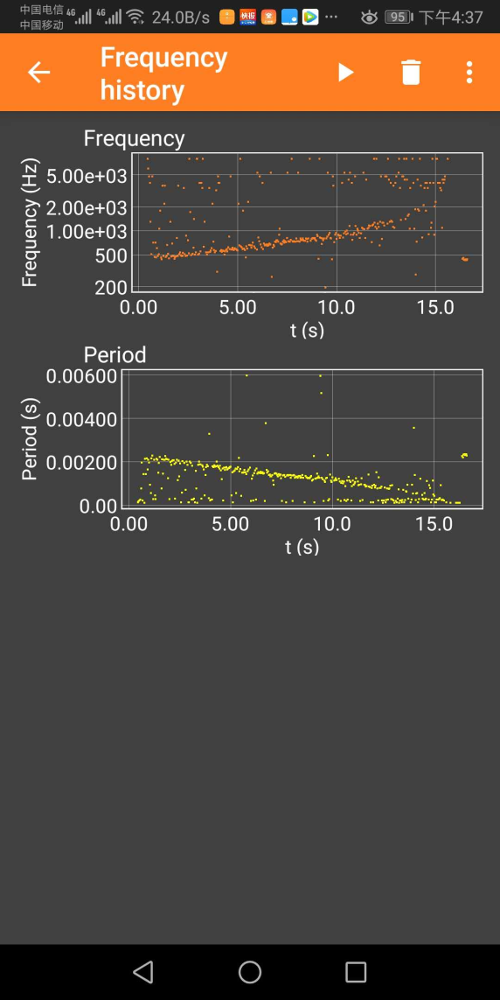 中国电信 4G 4G 24.0B/s 95 下午4:37
中国移动
Frequency
history
Frequency
Frequency (Hz)
5.00e+03
2.00e+03
1.00e+03
500
200
0.00 5.00 10.0 15.0
t (s)
Period
Period (s)
0.00600
0.00400
0.00200
0.00
0.00 5.00 10.0 15.0
t (s)